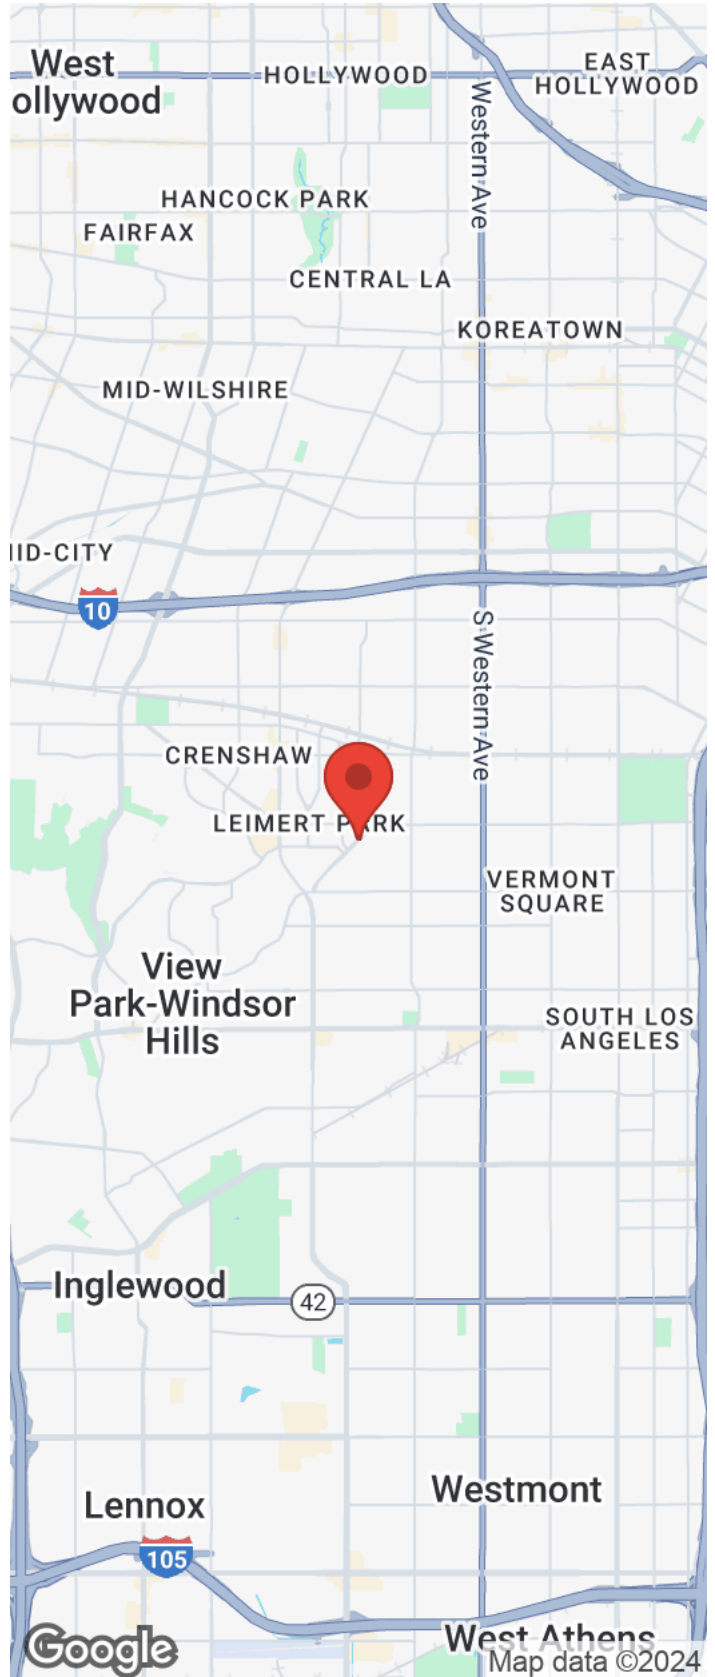 West
ollywood
HOLLYWOOD
EAST
HOLLYWOOD
Western Ave
HANCOCK PARK
FAIRFAX
CENTRAL LA
KOREATOWN
MID-WILSHIRE
IID-CITY
10
S Western Ave
CRENSHAW
LEIMERT PARK
VERMONT
SQUARE
View
Park-Windsor
Hills
SOUTH LOS
ANGELES
Inglewood
42
Westmont
Lennox
105
West Athens
Google
Map data ©2024